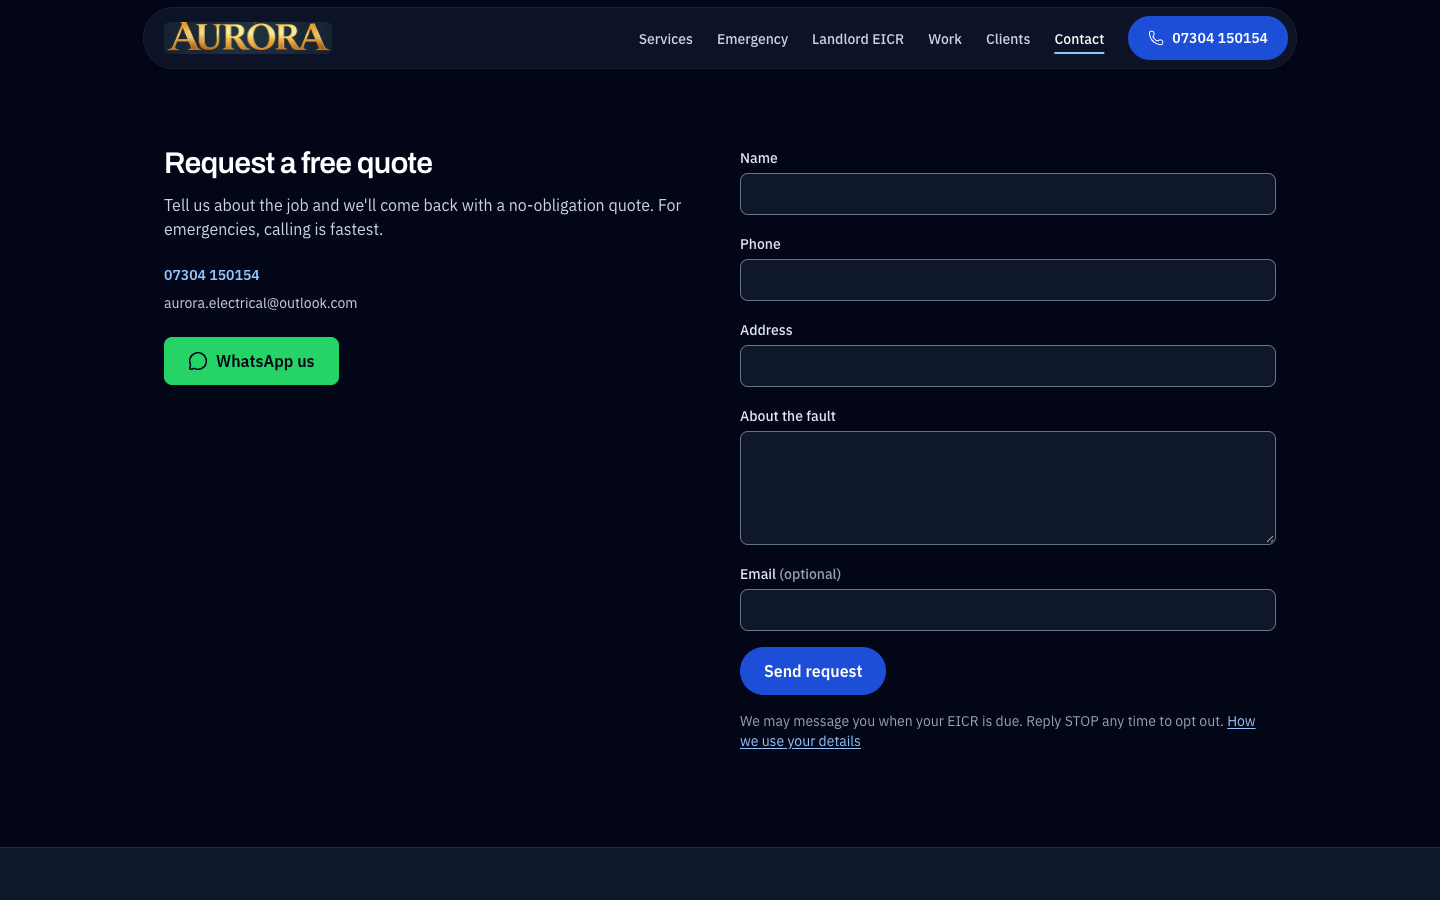 AURORA
Services
Emergency
Landlord EICR
Work
Clients
Contact
07304 150154
Request a free quote
Tell us about the job and we'll come back with a no-obligation quote. For
emergencies, calling is fastest.
07304 150154
aurora.electrical@outlook.com
WhatsApp us
Name
Phone
Address
About the fault
Email (optional)
Send request
We may message you when your EICR is due. Reply STOP any time to opt out. How
we use your details